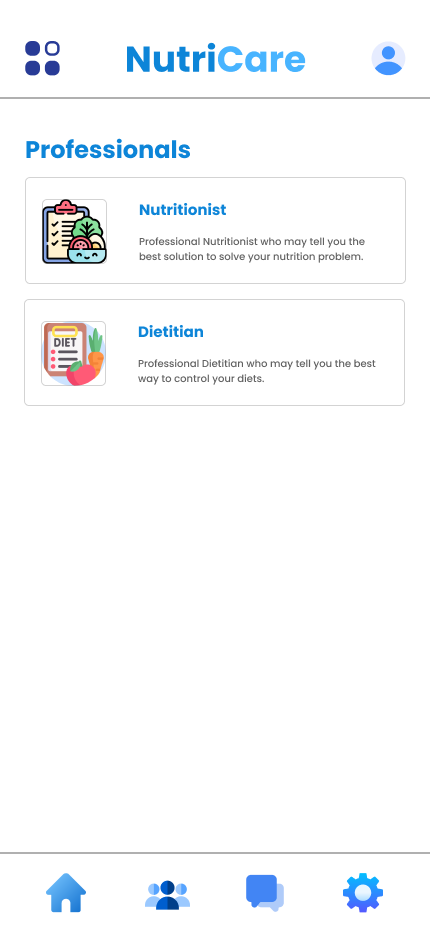 NutriCare
Professionals
Nutritionist
Professional Nutritionist who may tell you the
best solution to solve your nutrition problem.
DIET
Dietitian
Professional Dietitian who may tell you the best
way to control your diets.